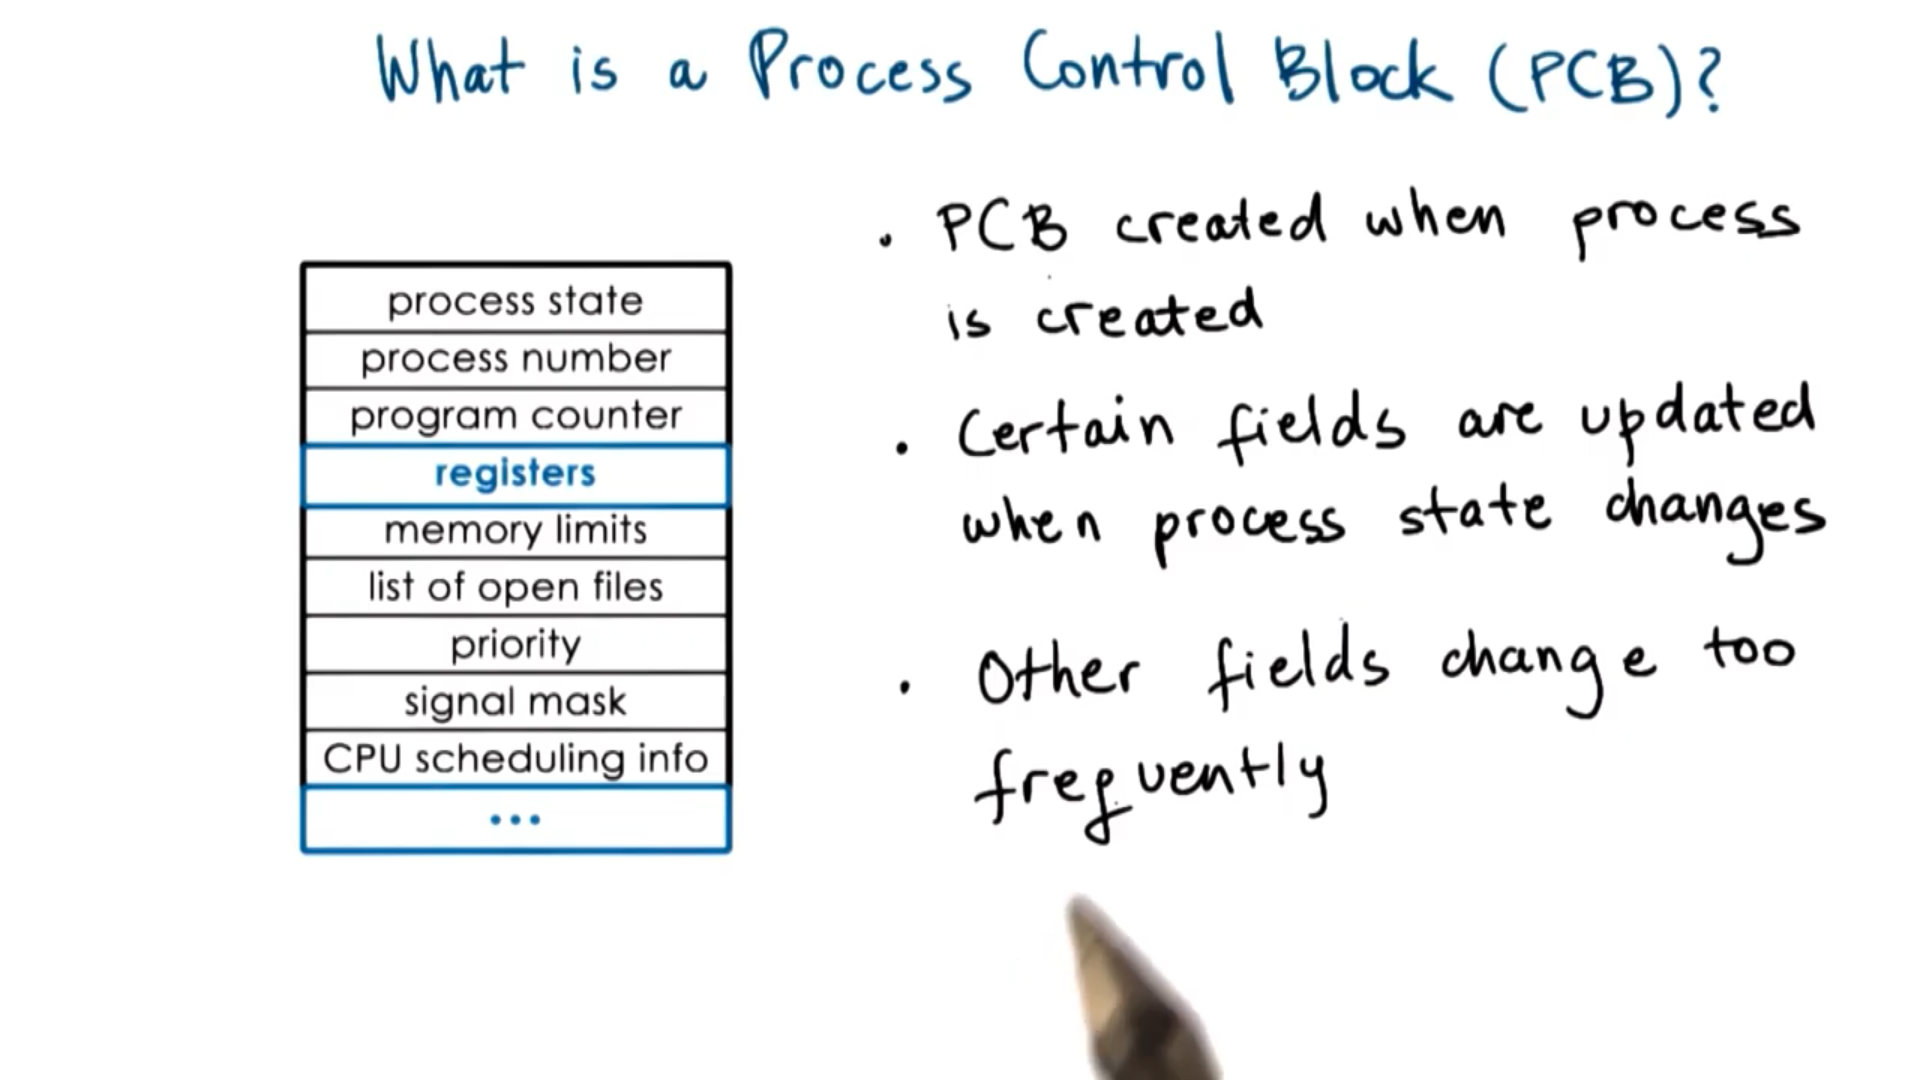 What is a Process Control Block (PCB)?
process state
process number
program counter
registers
memory limits
list of open files
priority
signal mask
CPU scheduling info
...
• PCB created when process
is created
• Certain fields are updated
when process state changes
• Other fields change too
frequently